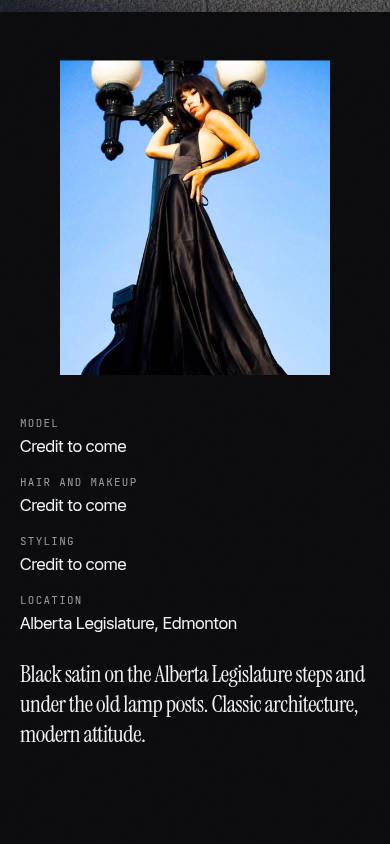 MODEL
Credit to come
HAIR AND MAKEUP
Credit to come
STYLING
Credit to come
LOCATION
Alberta Legislature, Edmonton
Black satin on the Alberta Legislature steps and
under the old lamp posts. Classic architecture,
modern attitude.